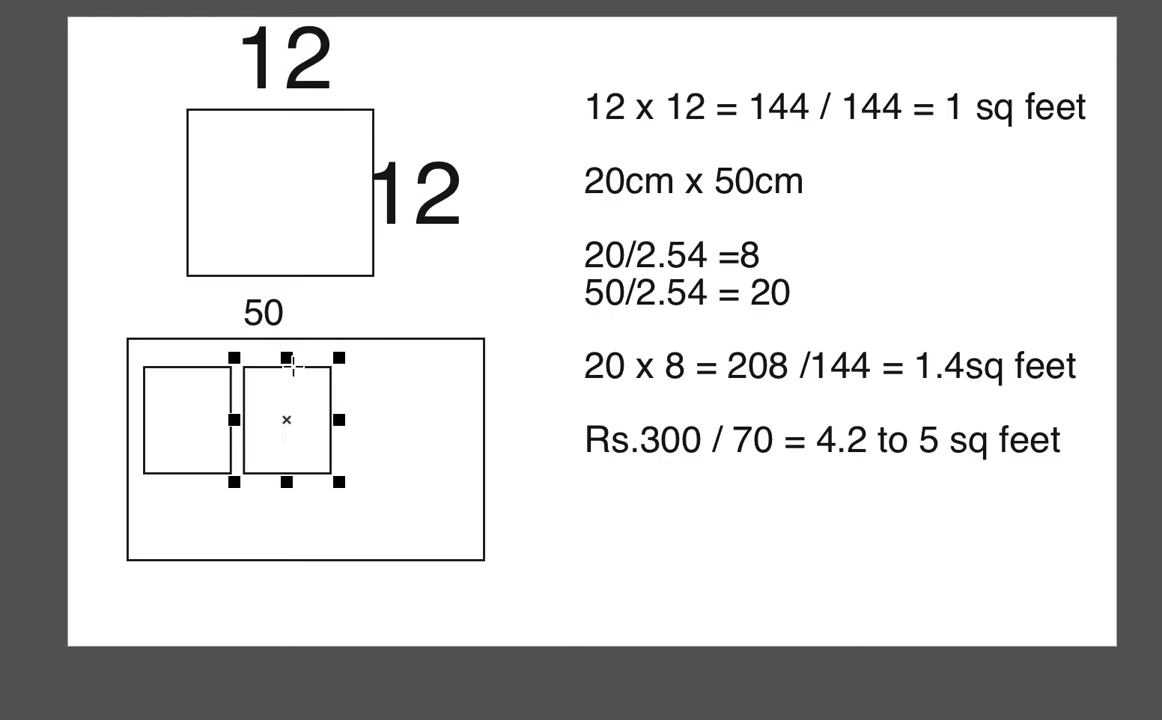 12
12
50
12 x 12 = 144 / 144 = 1 sq feet
20cm x 50cm
20/2.54 =8
50/2.54 = 20
20 x 8 = 208 /144 = 1.4sq feet
Rs.300 / 70 = 4.2 to 5 sq feet